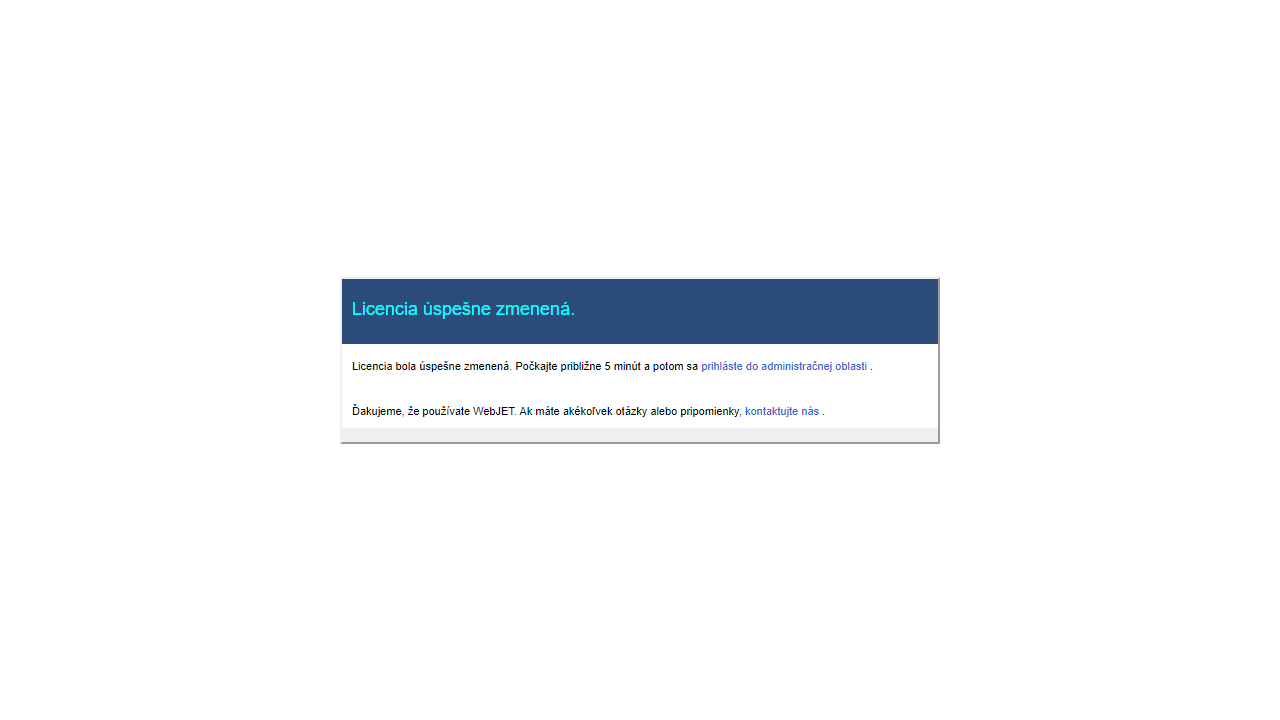 Licencia úspešne zmenená.
Licencia bola úspešne zmenená. Počkajte približne 5 minút a potom sa prihláste do administračnej oblasti .
Ďakujeme, že používate WebJET. Ak máte akékoľvek otázky alebo pripomienky, kontaktujte nás .